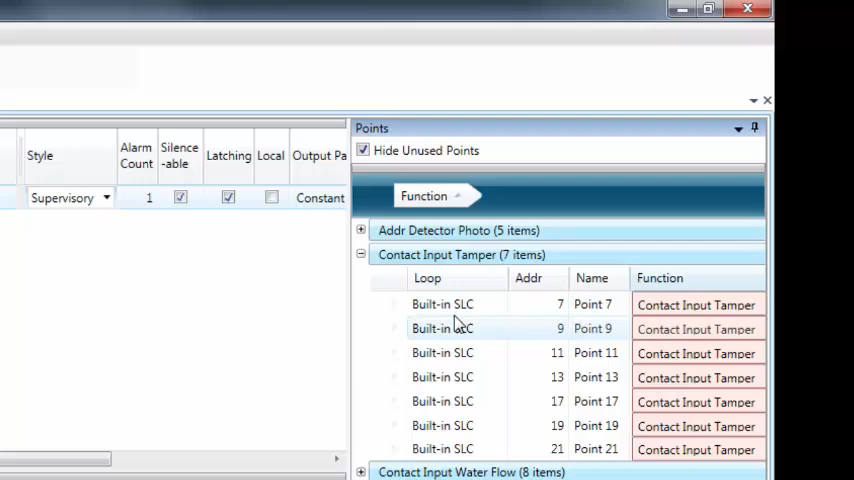 Points
Hide Unused Points
Style Alarm Count Silence -able Latching Local Output Pa
Supervisory 1 Constant
Function
Addr Detector Photo (5 items)
Contact Input Tamper (7 items)
Loop Addr Name Function
Built-in SLC 7 Point 7 Contact Input Tamper
Built-in SLC 9 Point 9 Contact Input Tamper
Built-in SLC 11 Point 11 Contact Input Tamper
Built-in SLC 13 Point 13 Contact Input Tamper
Built-in SLC 17 Point 17 Contact Input Tamper
Built-in SLC 19 Point 19 Contact Input Tamper
Built-in SLC 21 Point 21 Contact Input Tamper
Contact Input Water Flow (8 items)